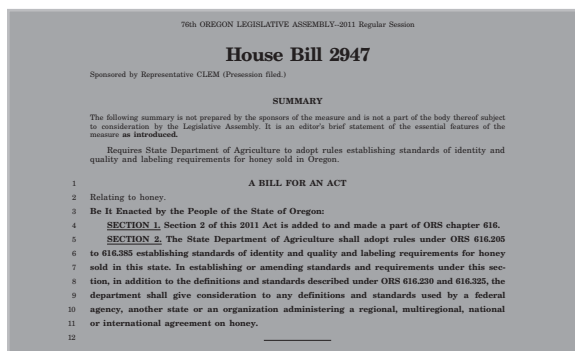 76th OREGON LEGISLATIVE ASSEMBLY--2011 Regular Session
House Bill 2947
Sponsored by Representative CLEM (Presession filed.)
SUMMARY
The following summary is not prepared by the sponsors of the measure and is not a part of the body thereof subject
to consideration by the Legislative Assembly. It is an editor's brief statement of the essential features of the
measure as introduced.
Requires State Department of Agriculture to adopt rules establishing standards of identity and
quality and labeling requirements for honey sold in Oregon.
1 A BILL FOR AN ACT
2 Relating to honey.
3 Be It Enacted by the People of the State of Oregon:
4 SECTION 1. Section 2 of this 2011 Act is added to and made a part of ORS chapter 616.
5 SECTION 2. The State Department of Agriculture shall adopt rules under ORS 616.205
6 to 616.385 establishing standards of identity and quality and labeling requirements for honey
7 sold in this state. In establishing or amending standards and requirements under this sec-
8 tion, in addition to the definitions and standards described under ORS 616.230 and 616.325, the
9 department shall give consideration to any definitions and standards used by a federal
10 agency, another state or an organization administering a regional, multiregional, national
11 or international agreement on honey.
12